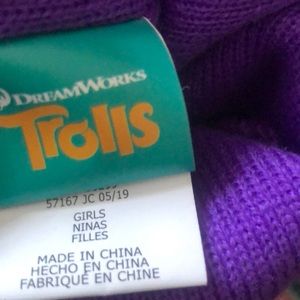 DREAMWORKS
TROLLS
57167 JC 05/19
GIRLS
NINAS
FILLES
MADE IN CHINA
HECHO EN CHINA
FABRIQUÉ EN CHINE